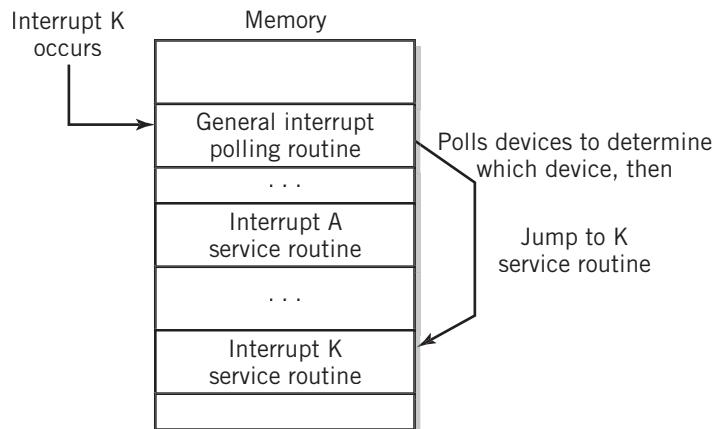 Interrupt K
occurs
Memory
General interrupt
polling routine
Polls devices to determine
which device, then
. . .
Interrupt A
service routine
Jump to K
service routine
. . .
Interrupt K
service routine